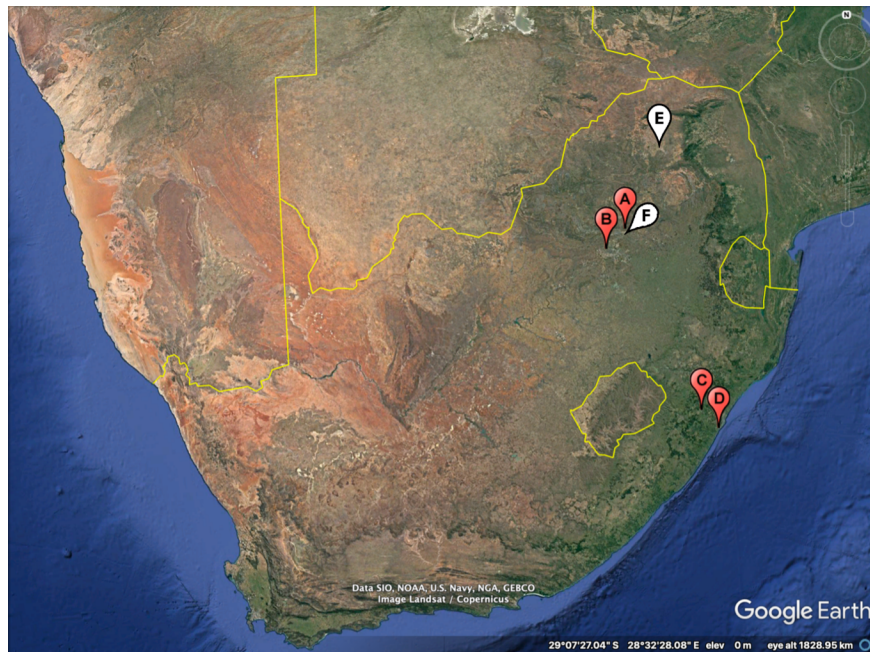 N
E
A
F
B
C
D
Data SIO, NOAA, U.S. Navy, NGA, GEBCO
Image Landsat / Copernicus
Google Earth
29°07'27.04" S 28°32'28.08" E elev 0 m eye alt 1828.95 km